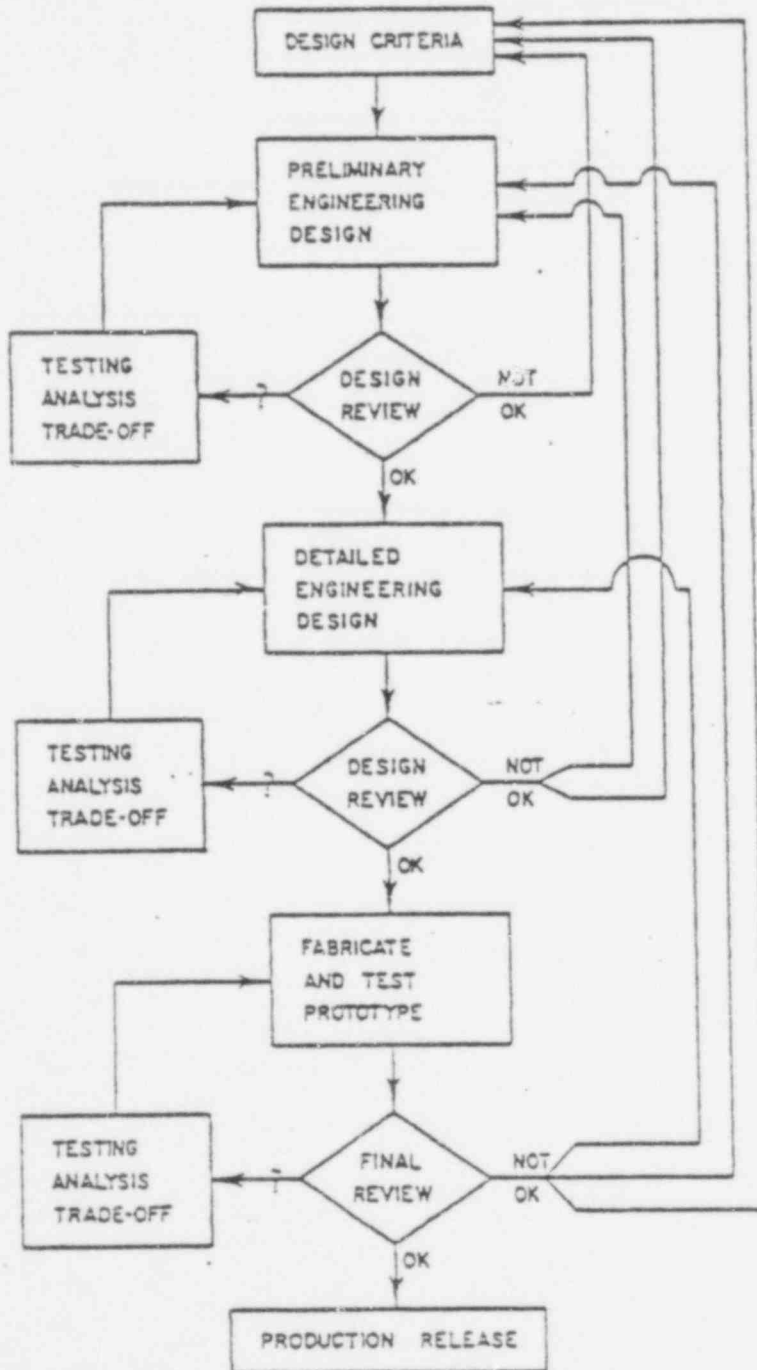 DESIGN CRITERIA
PRELIMINARY
ENGINEERING
DESIGN
TESTING
ANALYSIS
TRADE-OFF
?
DESIGN
REVIEW
NOT
OK
OK
DETAILED
ENGINEERING
DESIGN
TESTING
ANALYSIS
TRADE-OFF
?
DESIGN
REVIEW
NOT
OK
OK
FABRICATE
AND TEST
PROTOTYPE
TESTING
ANALYSIS
TRADE-OFF
?
FINAL
REVIEW
NOT
OK
OK
PRODUCTION RELEASE